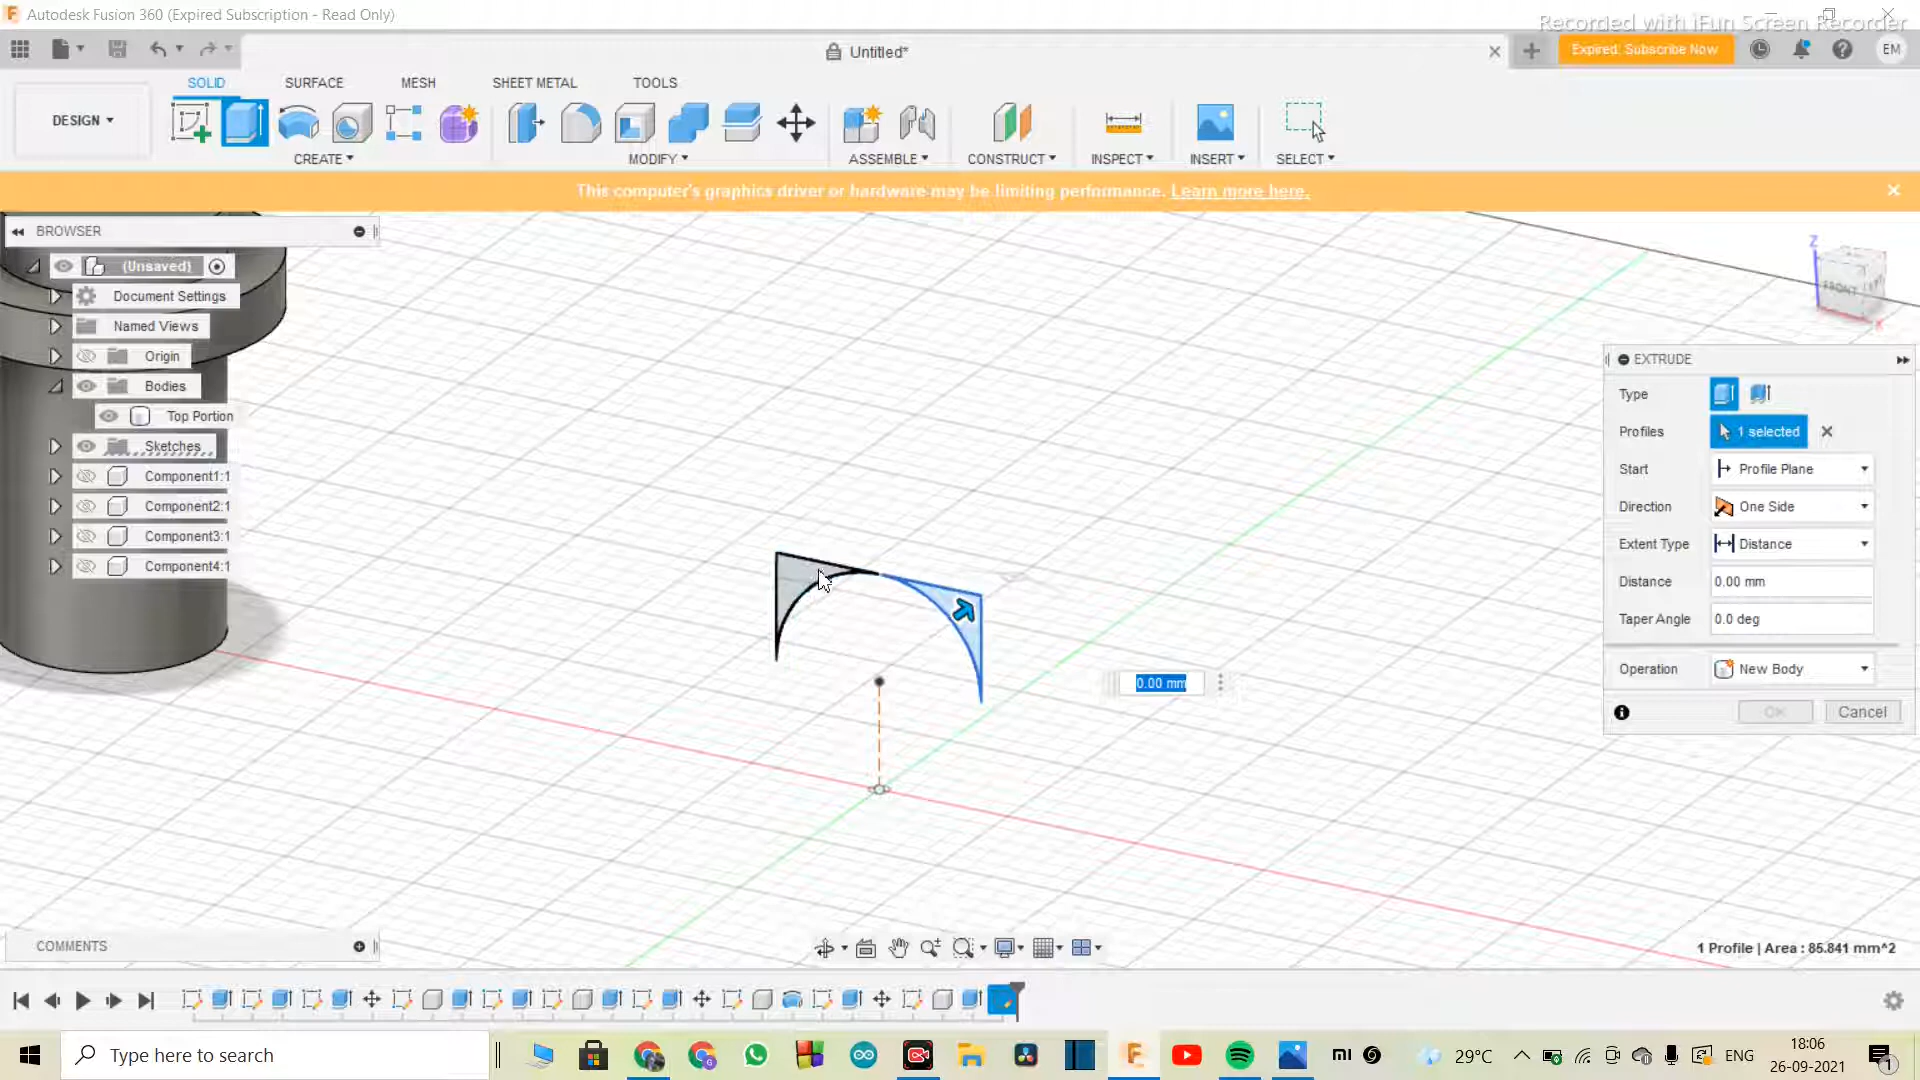 Autodesk Fusion 360 (Expired Subscription - Read Only)
Recorded with iFun Screen Recorder
Untitled*
Expired: Subscribe Now
EM
DESIGN
SOLID
SURFACE
MESH
SHEET METAL
TOOLS
CREATE
MODIFY
ASSEMBLE
CONSTRUCT
INSPECT
INSERT
SELECT
This computer's graphics driver or hardware may be limiting performance. Learn more here.
BROWSER
(Unsaved)
Document Settings
Named Views
Origin
Bodies
Top Portion
Sketches
Component1:1
Component2:1
Component3:1
Component4:1
Z
FRONT
X
0.00 mm
EXTRUDE
Type
Profiles
1 selected
Start
Profile Plane
Direction
One Side
Extent Type
Distance
Distance
0.00 mm
Taper Angle
0.0 deg
Operation
New Body
OK
Cancel
COMMENTS
1 Profile | Area : 85.841 mm^2
Type here to search
29°C
ENG
18:06
26-09-2021
1